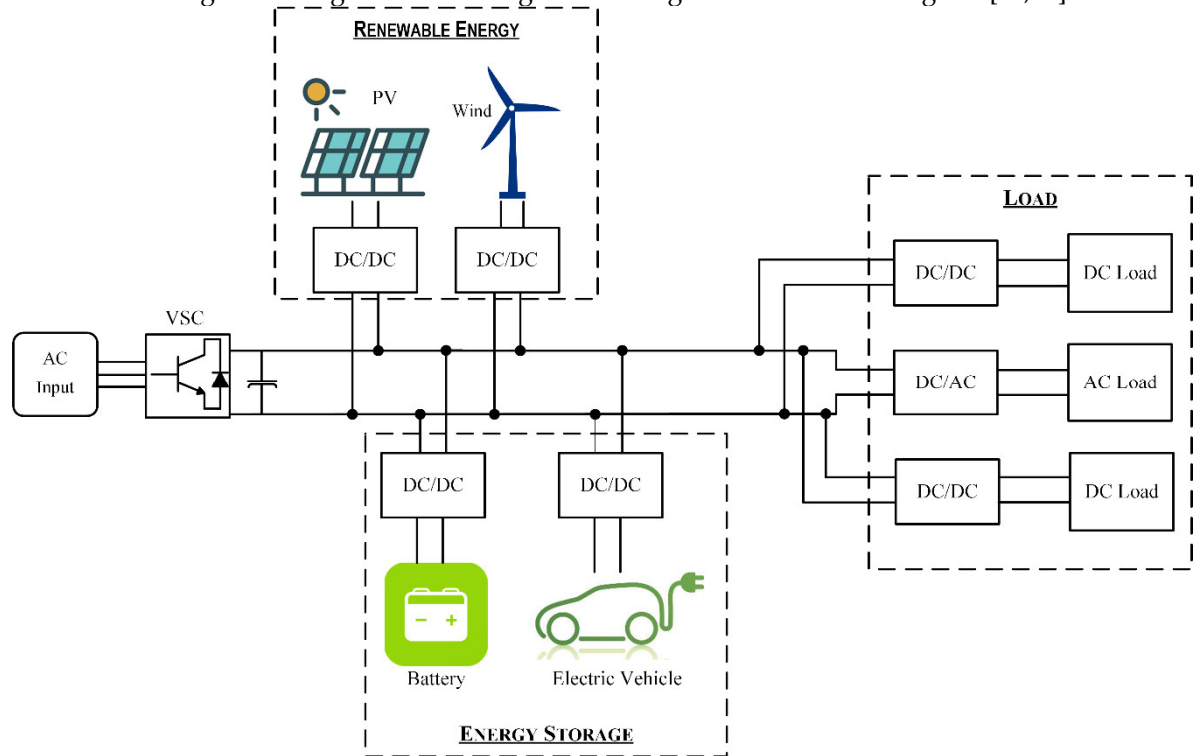 RENEWABLE ENERGY
PV
Wind
DC/DC
DC/DC
LOAD
DC/DC
DC Load
VSC
AC
Input
DC/AC
AC Load
DC/DC
DC/DC
DC/DC
DC Load
Battery
Electric Vehicle
ENERGY STORAGE